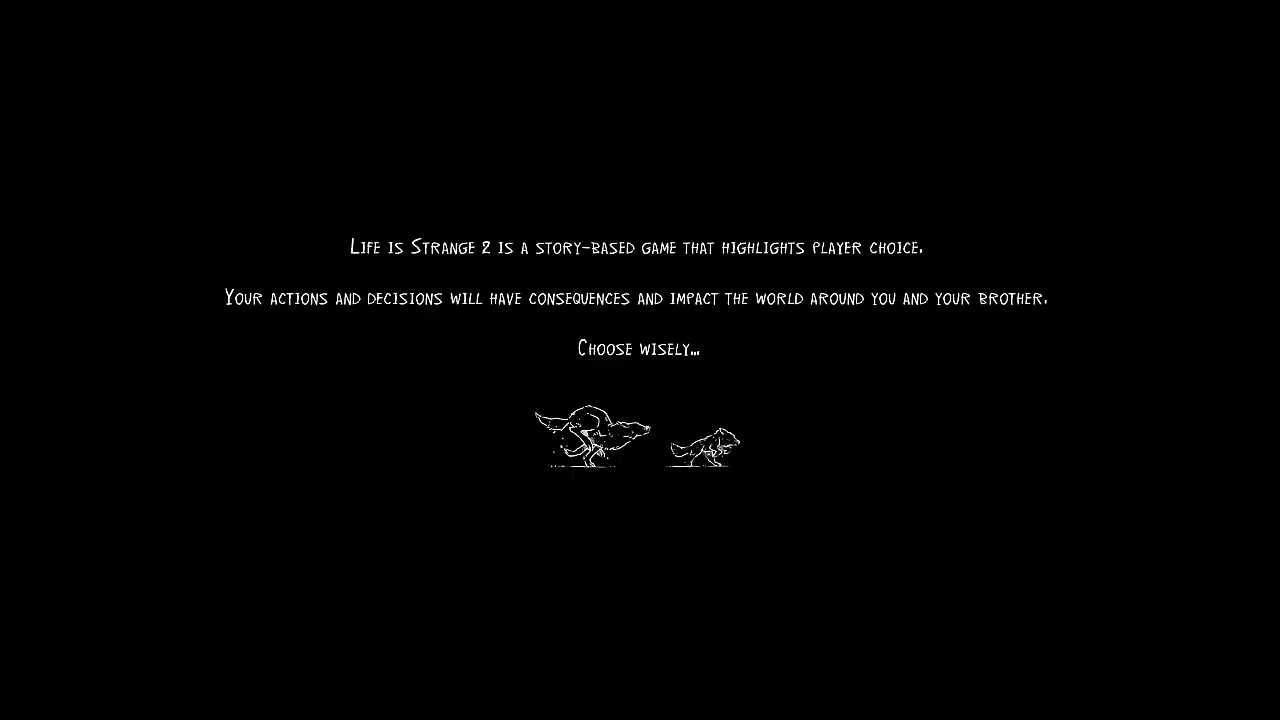 Life is Strange 2 is a story-based game that highlights player choice.
Your actions and decisions will have consequences and impact the world around you and your brother.
Choose wisely...